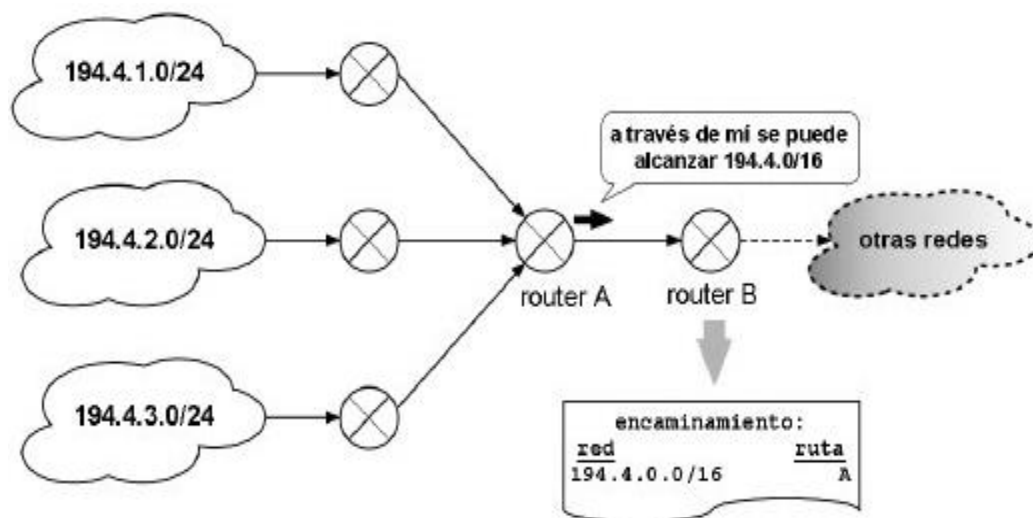 194.4.1.0/24
a través de mí se puede
alcanzar 194.4.0/16
194.4.2.0/24
otras redes
router A
router B
194.4.3.0/24
encaminamiento:
red ruta
194.4.0.0/16 A